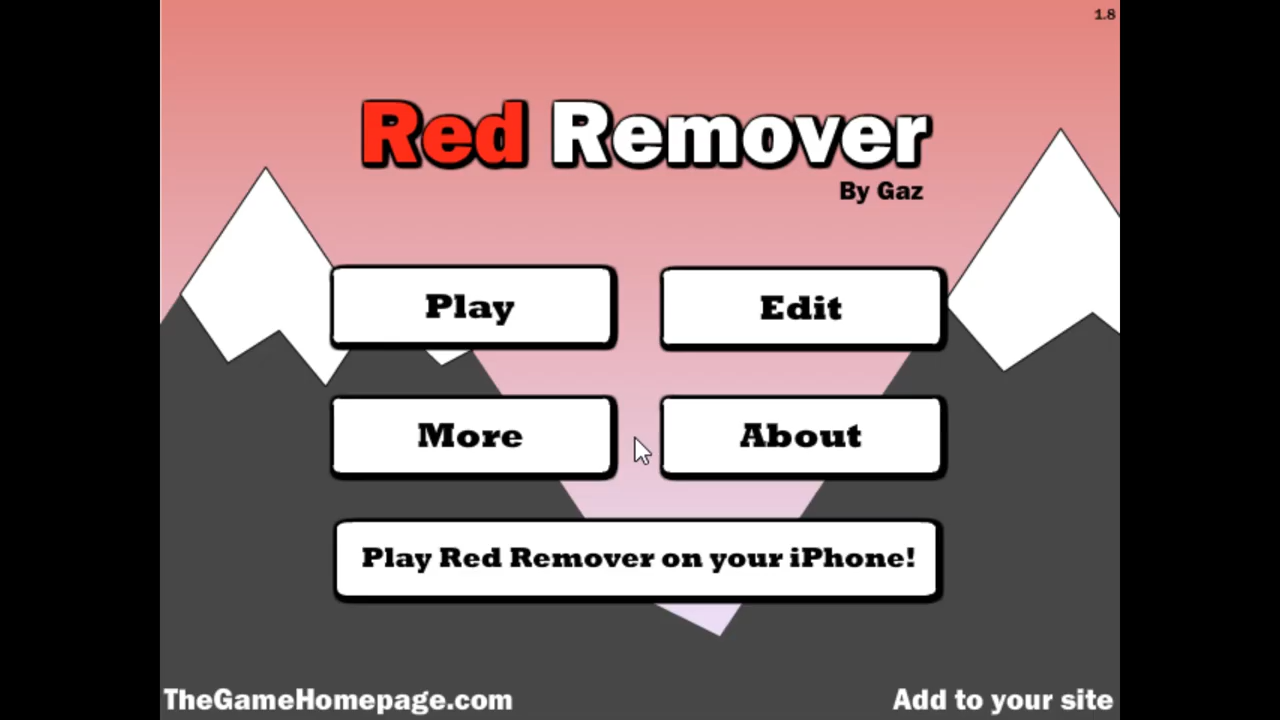 1.8
Red Remover
By Gaz
Play
Edit
More
About
Play Red Remover on your iPhone!
TheGameHomepage.com
Add to your site